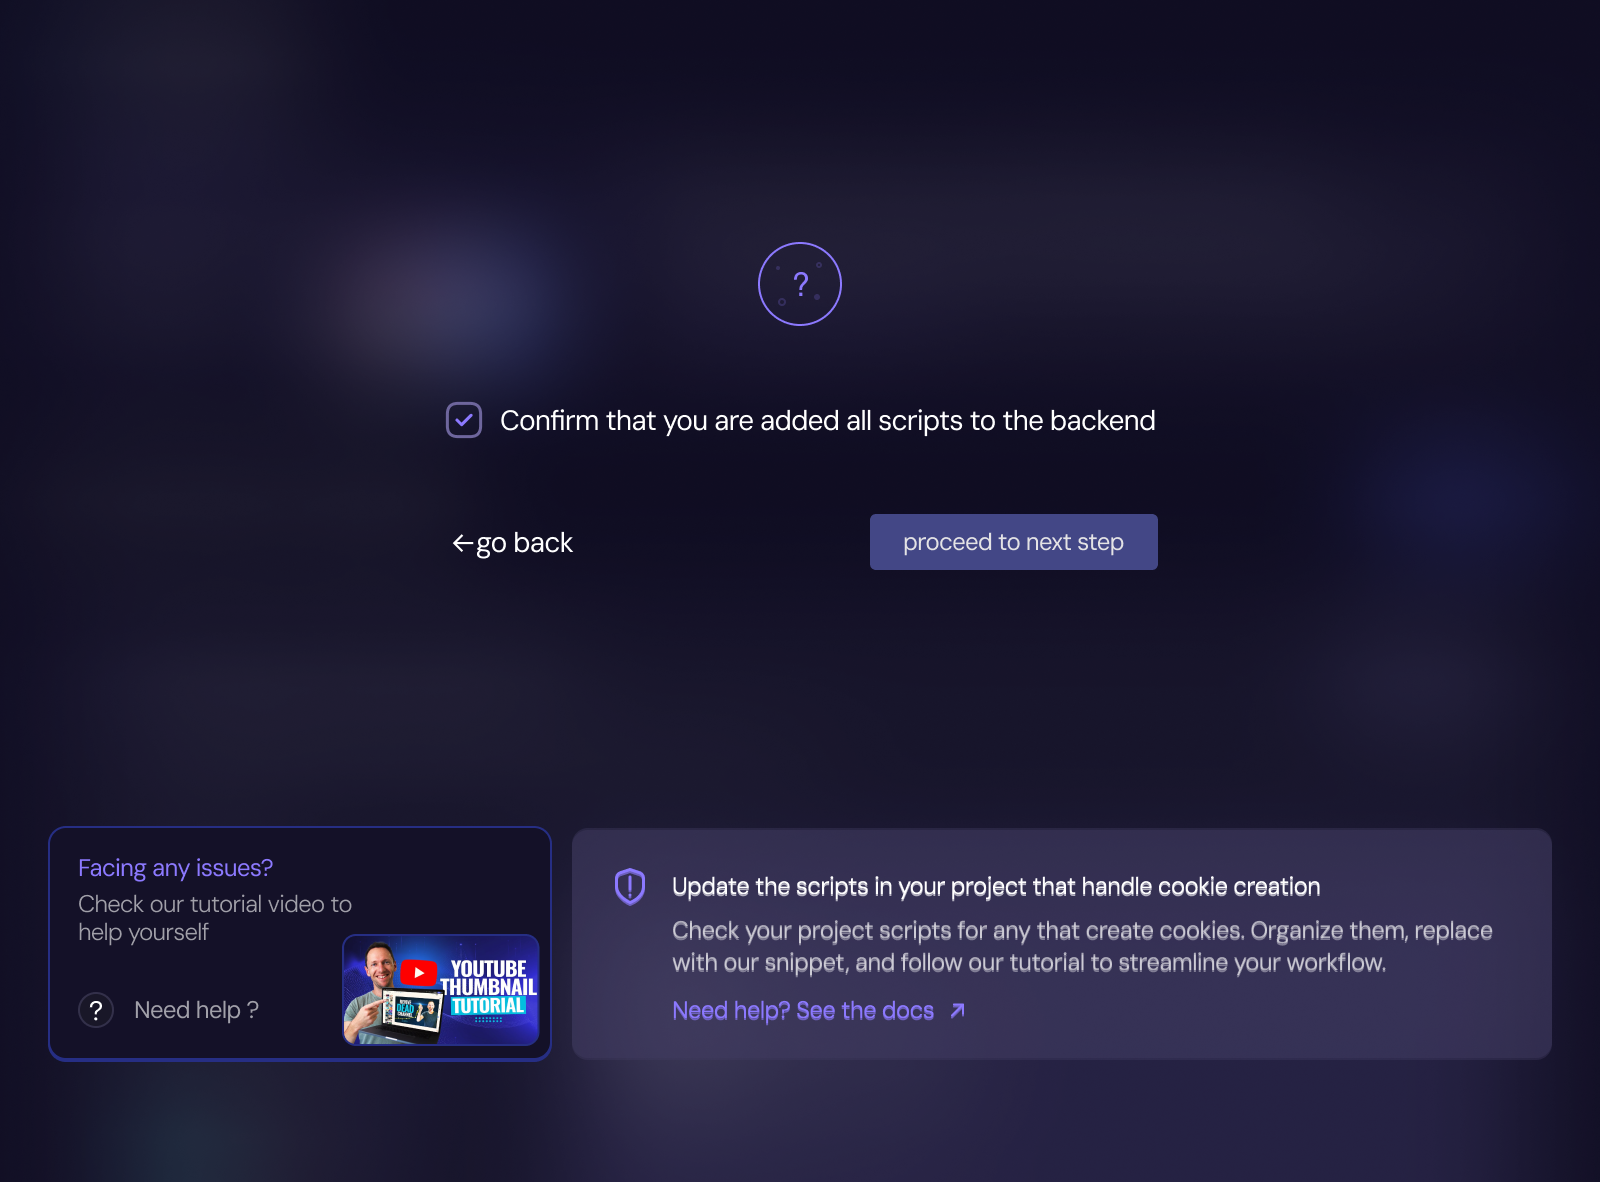 ?
Confirm that you are added all scripts to the backend
←go back
proceed to next step
Facing any issues?
Check our tutorial video to
help yourself
? Need help ?
YOUTUBE
THUMBNAIL
TUTORIAL
DEAD
Update the scripts in your project that handle cookie creation
Check your project scripts for any that create cookies. Organize them, replace
with our snippet, and follow our tutorial to streamline your workflow.
Need help? See the docs